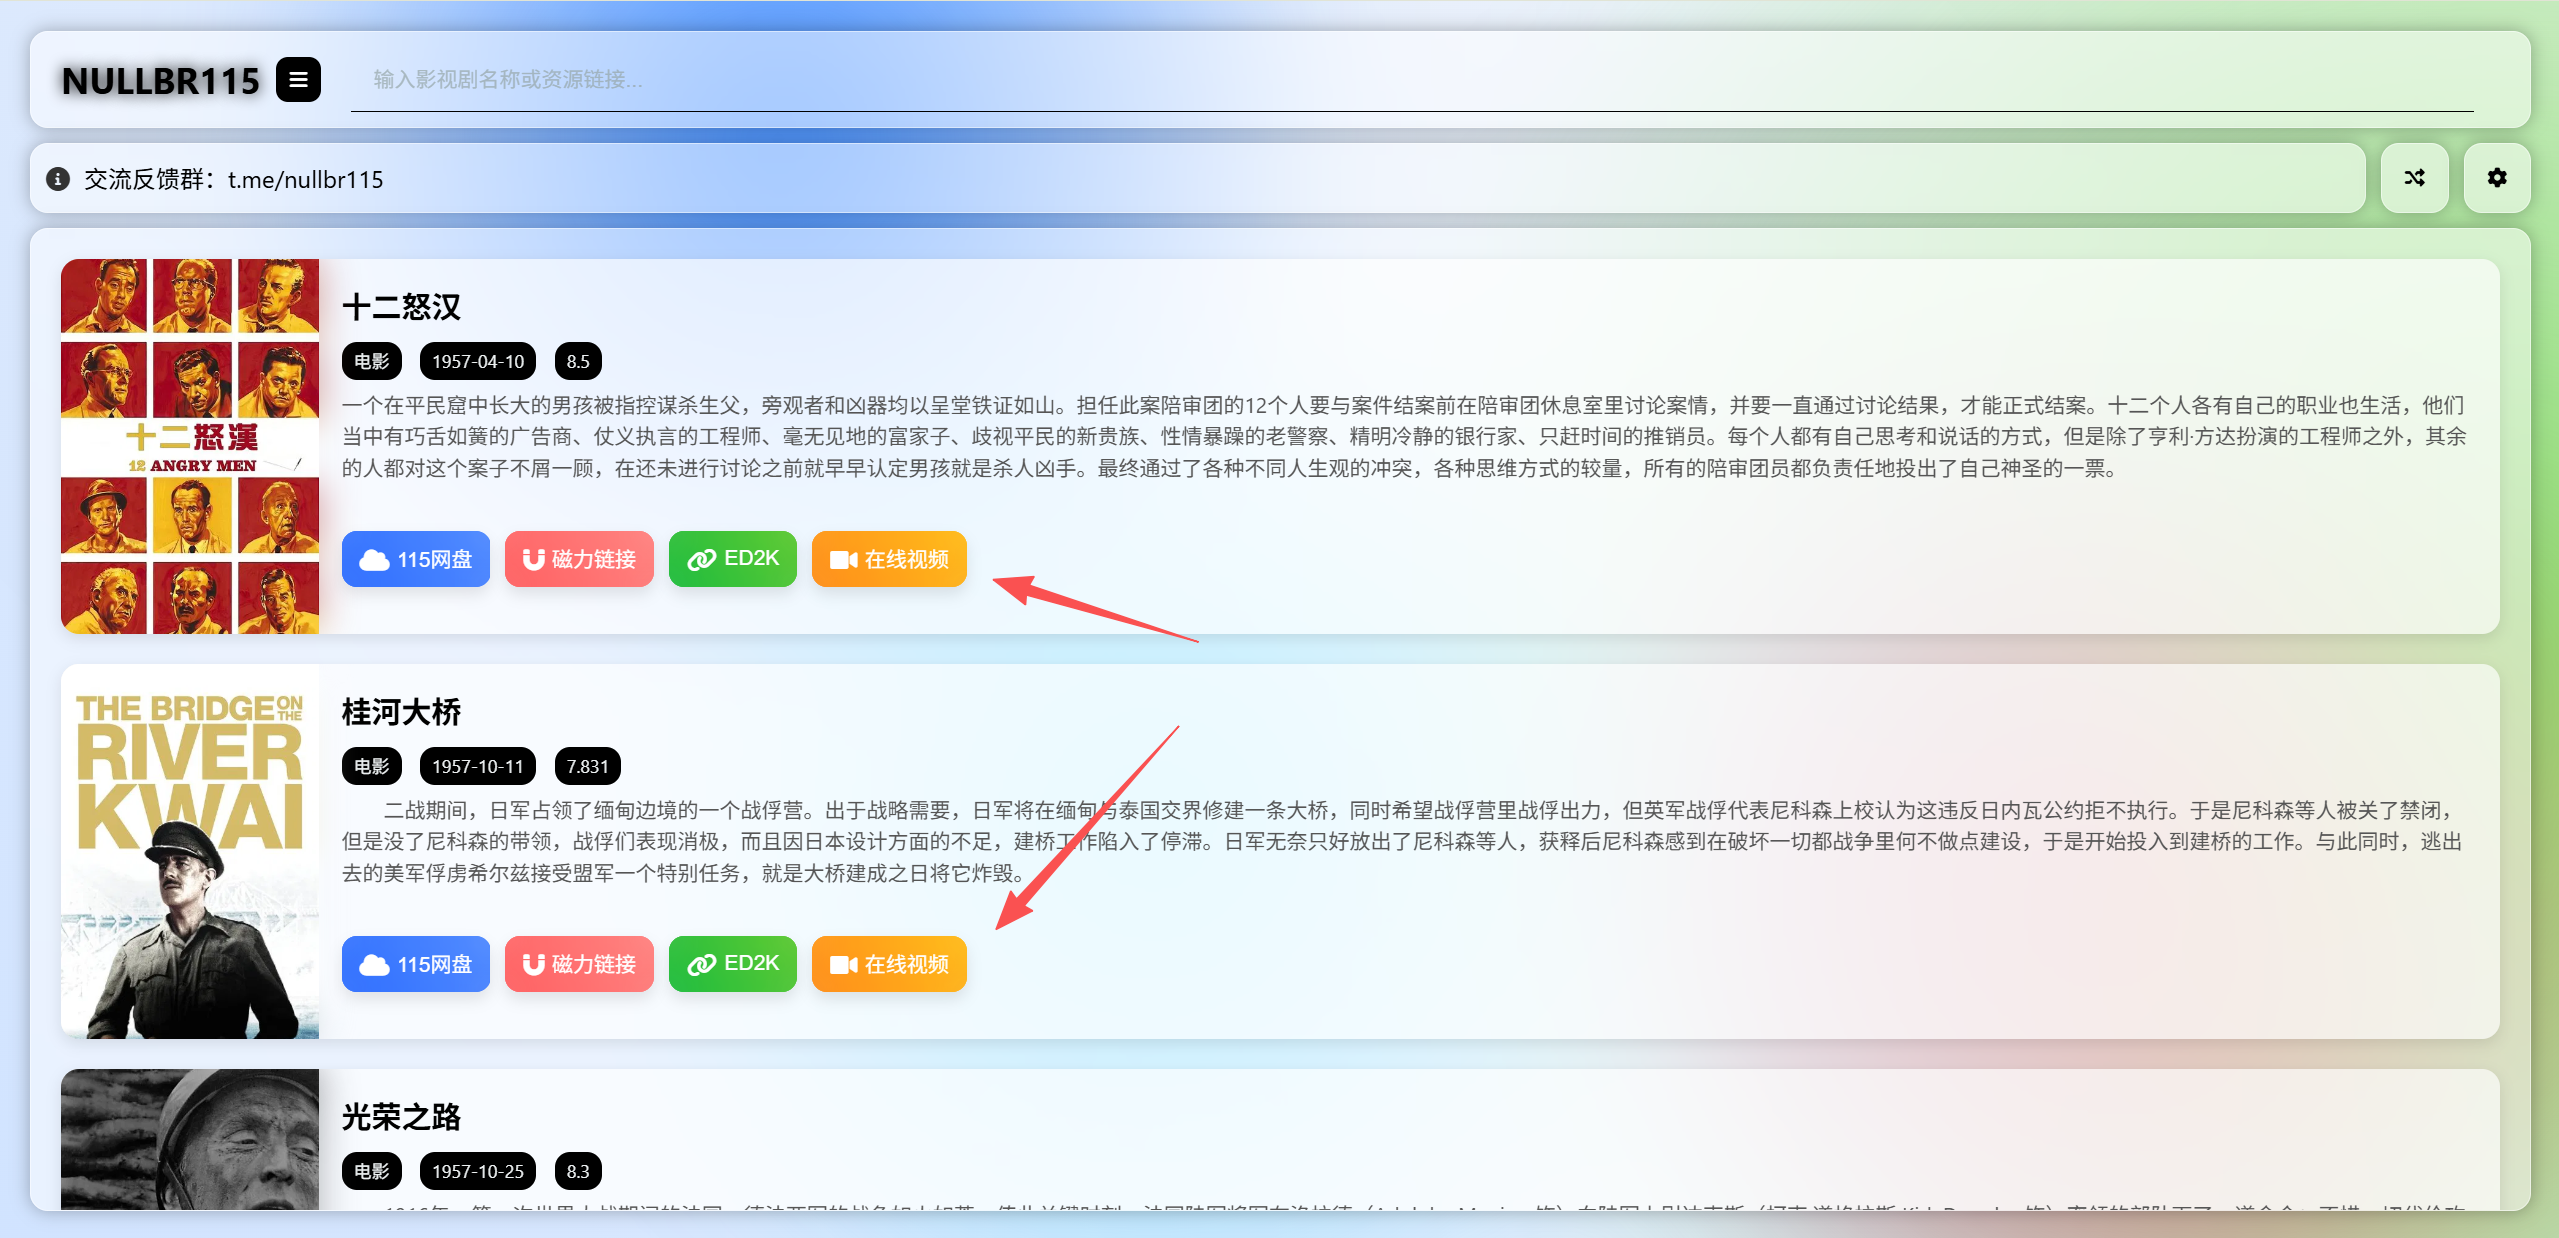 NULLBR115
输入影视剧名称或资源链接...
交流反馈群：t.me/nullbr115
十二怒漢
12 ANGRY MEN
十二怒汉
电影 1957-04-10 8.5
一个在平民窟中长大的男孩被指控谋杀生父，旁观者和凶器均以呈堂铁证如山。担任此案陪审团的12个人要与案件结案前在陪审团休息室里讨论案情，并要一直通过讨论结果，才能正式结案。十二个人各有自己的职业也生活，他们
当中有巧舌如簧的广告商、仗义执言的工程师、毫无见地的富家子、歧视平民的新贵族、性情暴躁的老警察、精明冷静的银行家、只赶时间的推销员。每个人都有自己思考和说话的方式，但是除了亨利·方达扮演的工程师之外，其余
的人都对这个案子不屑一顾，在还未进行讨论之前就早早认定男孩就是杀人凶手。最终通过了各种不同人生观的冲突，各种思维方式的较量，所有的陪审团员都负责任地投出了自己神圣的一票。
115网盘 磁力链接 ED2K 在线视频
THE BRIDGE ON THE
RIVER
KWAI
桂河大桥
电影 1957-10-11 7.831
二战期间，日军占领了缅甸边境的一个战俘营。出于战略需要，日军将在缅甸与泰国交界修建一条大桥，同时希望战俘营里战俘出力，但英军战俘代表尼科森上校认为这违反日内瓦公约拒不执行。于是尼科森等人被关了禁闭，
但是没了尼科森的带领，战俘们表现消极，而且因日本设计方面的不足，建桥工作陷入了停滞。日军无奈只好放出了尼科森等人，获释后尼科森感到在破坏一切都战争里何不做点建设，于是开始投入到建桥的工作。与此同时，逃出
去的美军俘虏希尔兹接受盟军一个特别任务，就是大桥建成之日将它炸毁。
115网盘 磁力链接 ED2K 在线视频
光荣之路
电影 1957-10-25 8.3